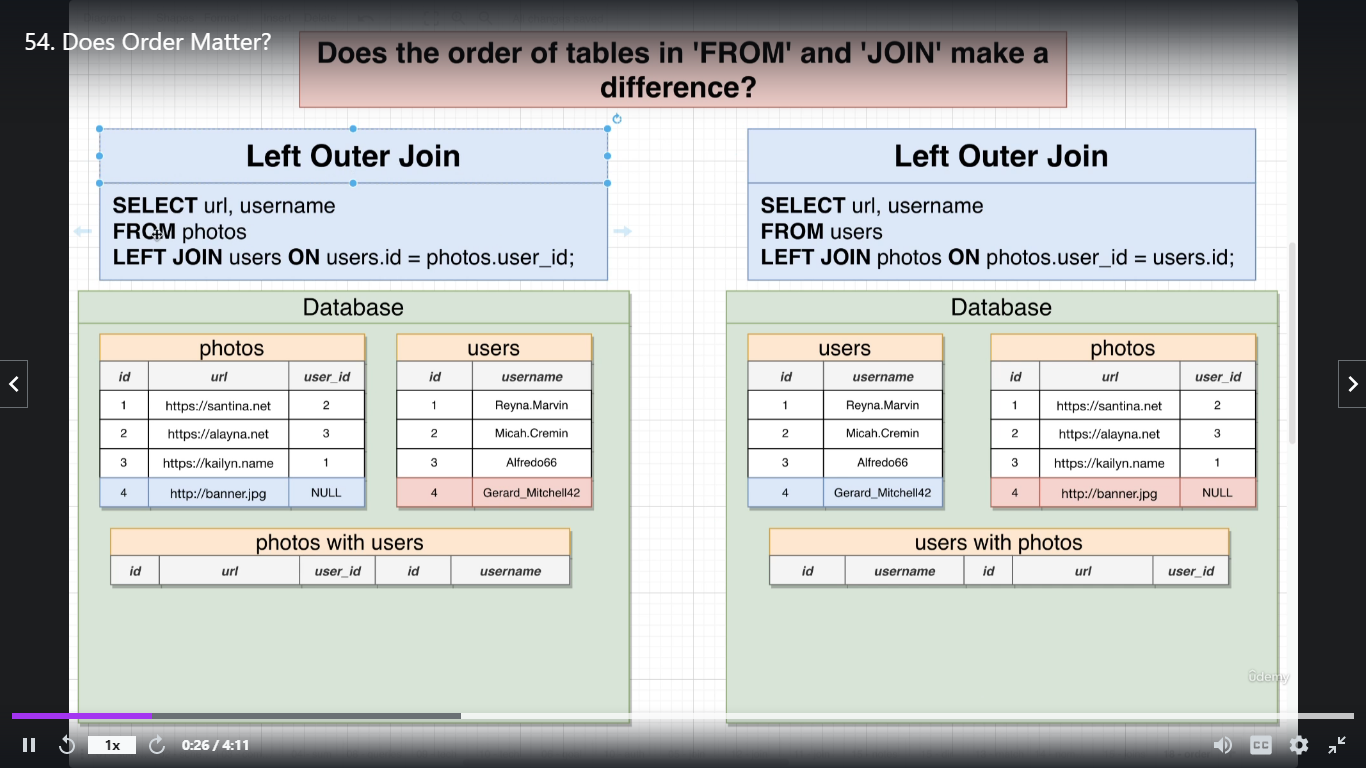 54. Does Order Matter?
Does the order of tables in 'FROM' and 'JOIN' make a
difference?
Left Outer Join
SELECT url, username
FROM photos
LEFT JOIN users ON users.id = photos.user_id;
Database
photos
id url user_id
1 https://santina.net 2
2 https://alayna.net 3
3 https://kailyn.name 1
4 http://banner.jpg NULL
users
id username
1 Reyna.Marvin
2 Micah.Cremin
3 Alfredo66
4 Gerard_Mitchell42
photos with users
id url user_id id username
Left Outer Join
SELECT url, username
FROM users
LEFT JOIN photos ON photos.user_id = users.id;
Database
users
id username
1 Reyna.Marvin
2 Micah.Cremin
3 Alfredo66
4 Gerard_Mitchell42
photos
id url user_id
1 https://santina.net 2
2 https://alayna.net 3
3 https://kailyn.name 1
4 http://banner.jpg NULL
users with photos
id username id url user_id
ûdemy
1x 0:26 / 4:11 CC